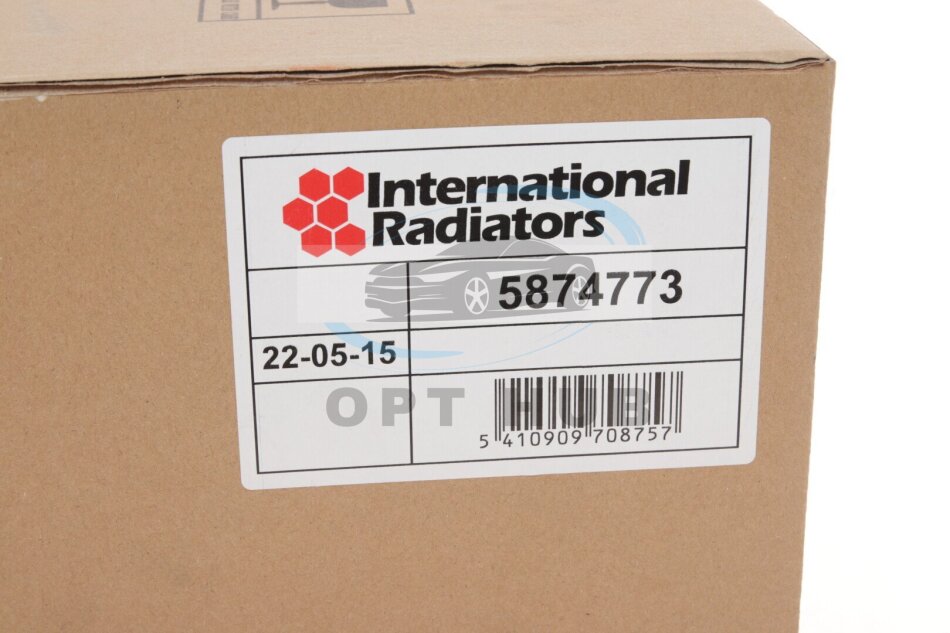 International
Radiators
5874773
22-05-15
OPT HUB
5 410909 708757